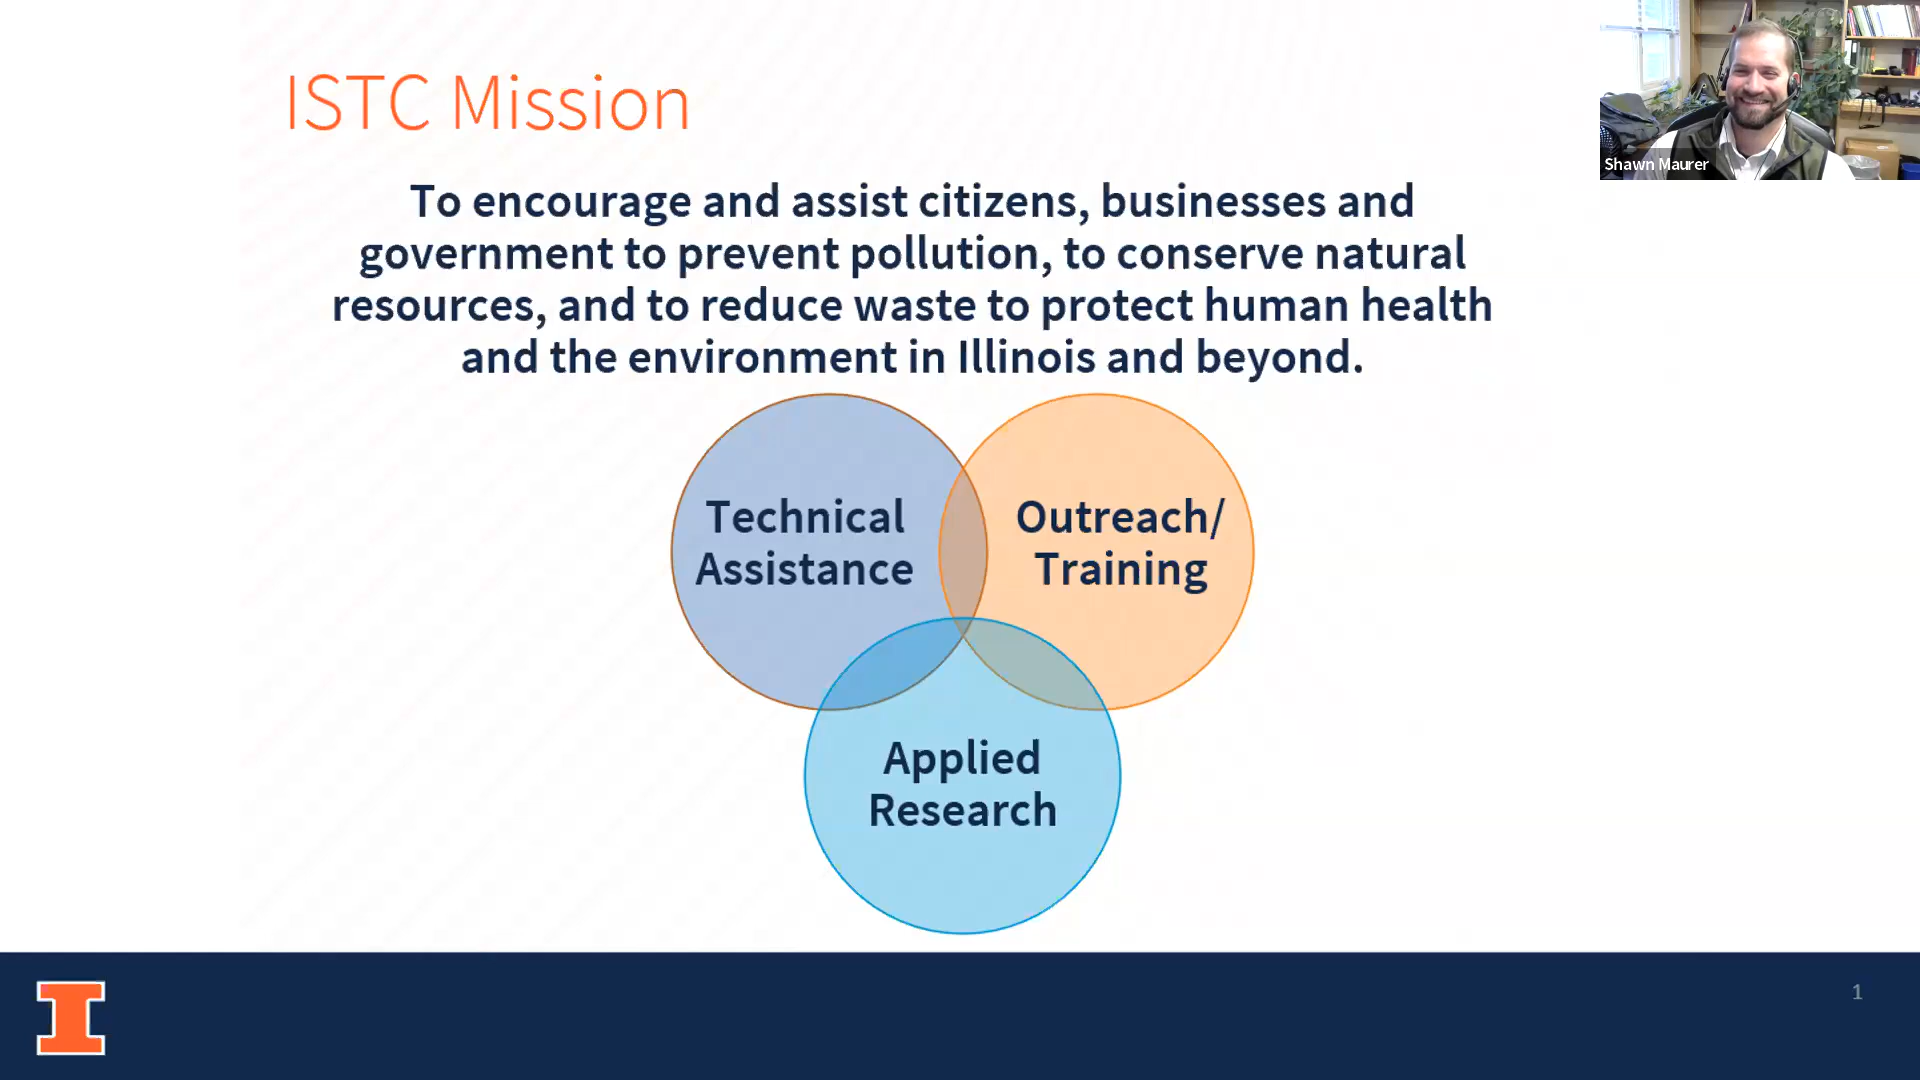 ISTC Mission
To encourage and assist citizens, businesses and
government to prevent pollution, to conserve natural
resources, and to reduce waste to protect human health
and the environment in Illinois and beyond.
Technical
Assistance
Outreach/
Training
Applied
Research
Shawn Maurer
I
1